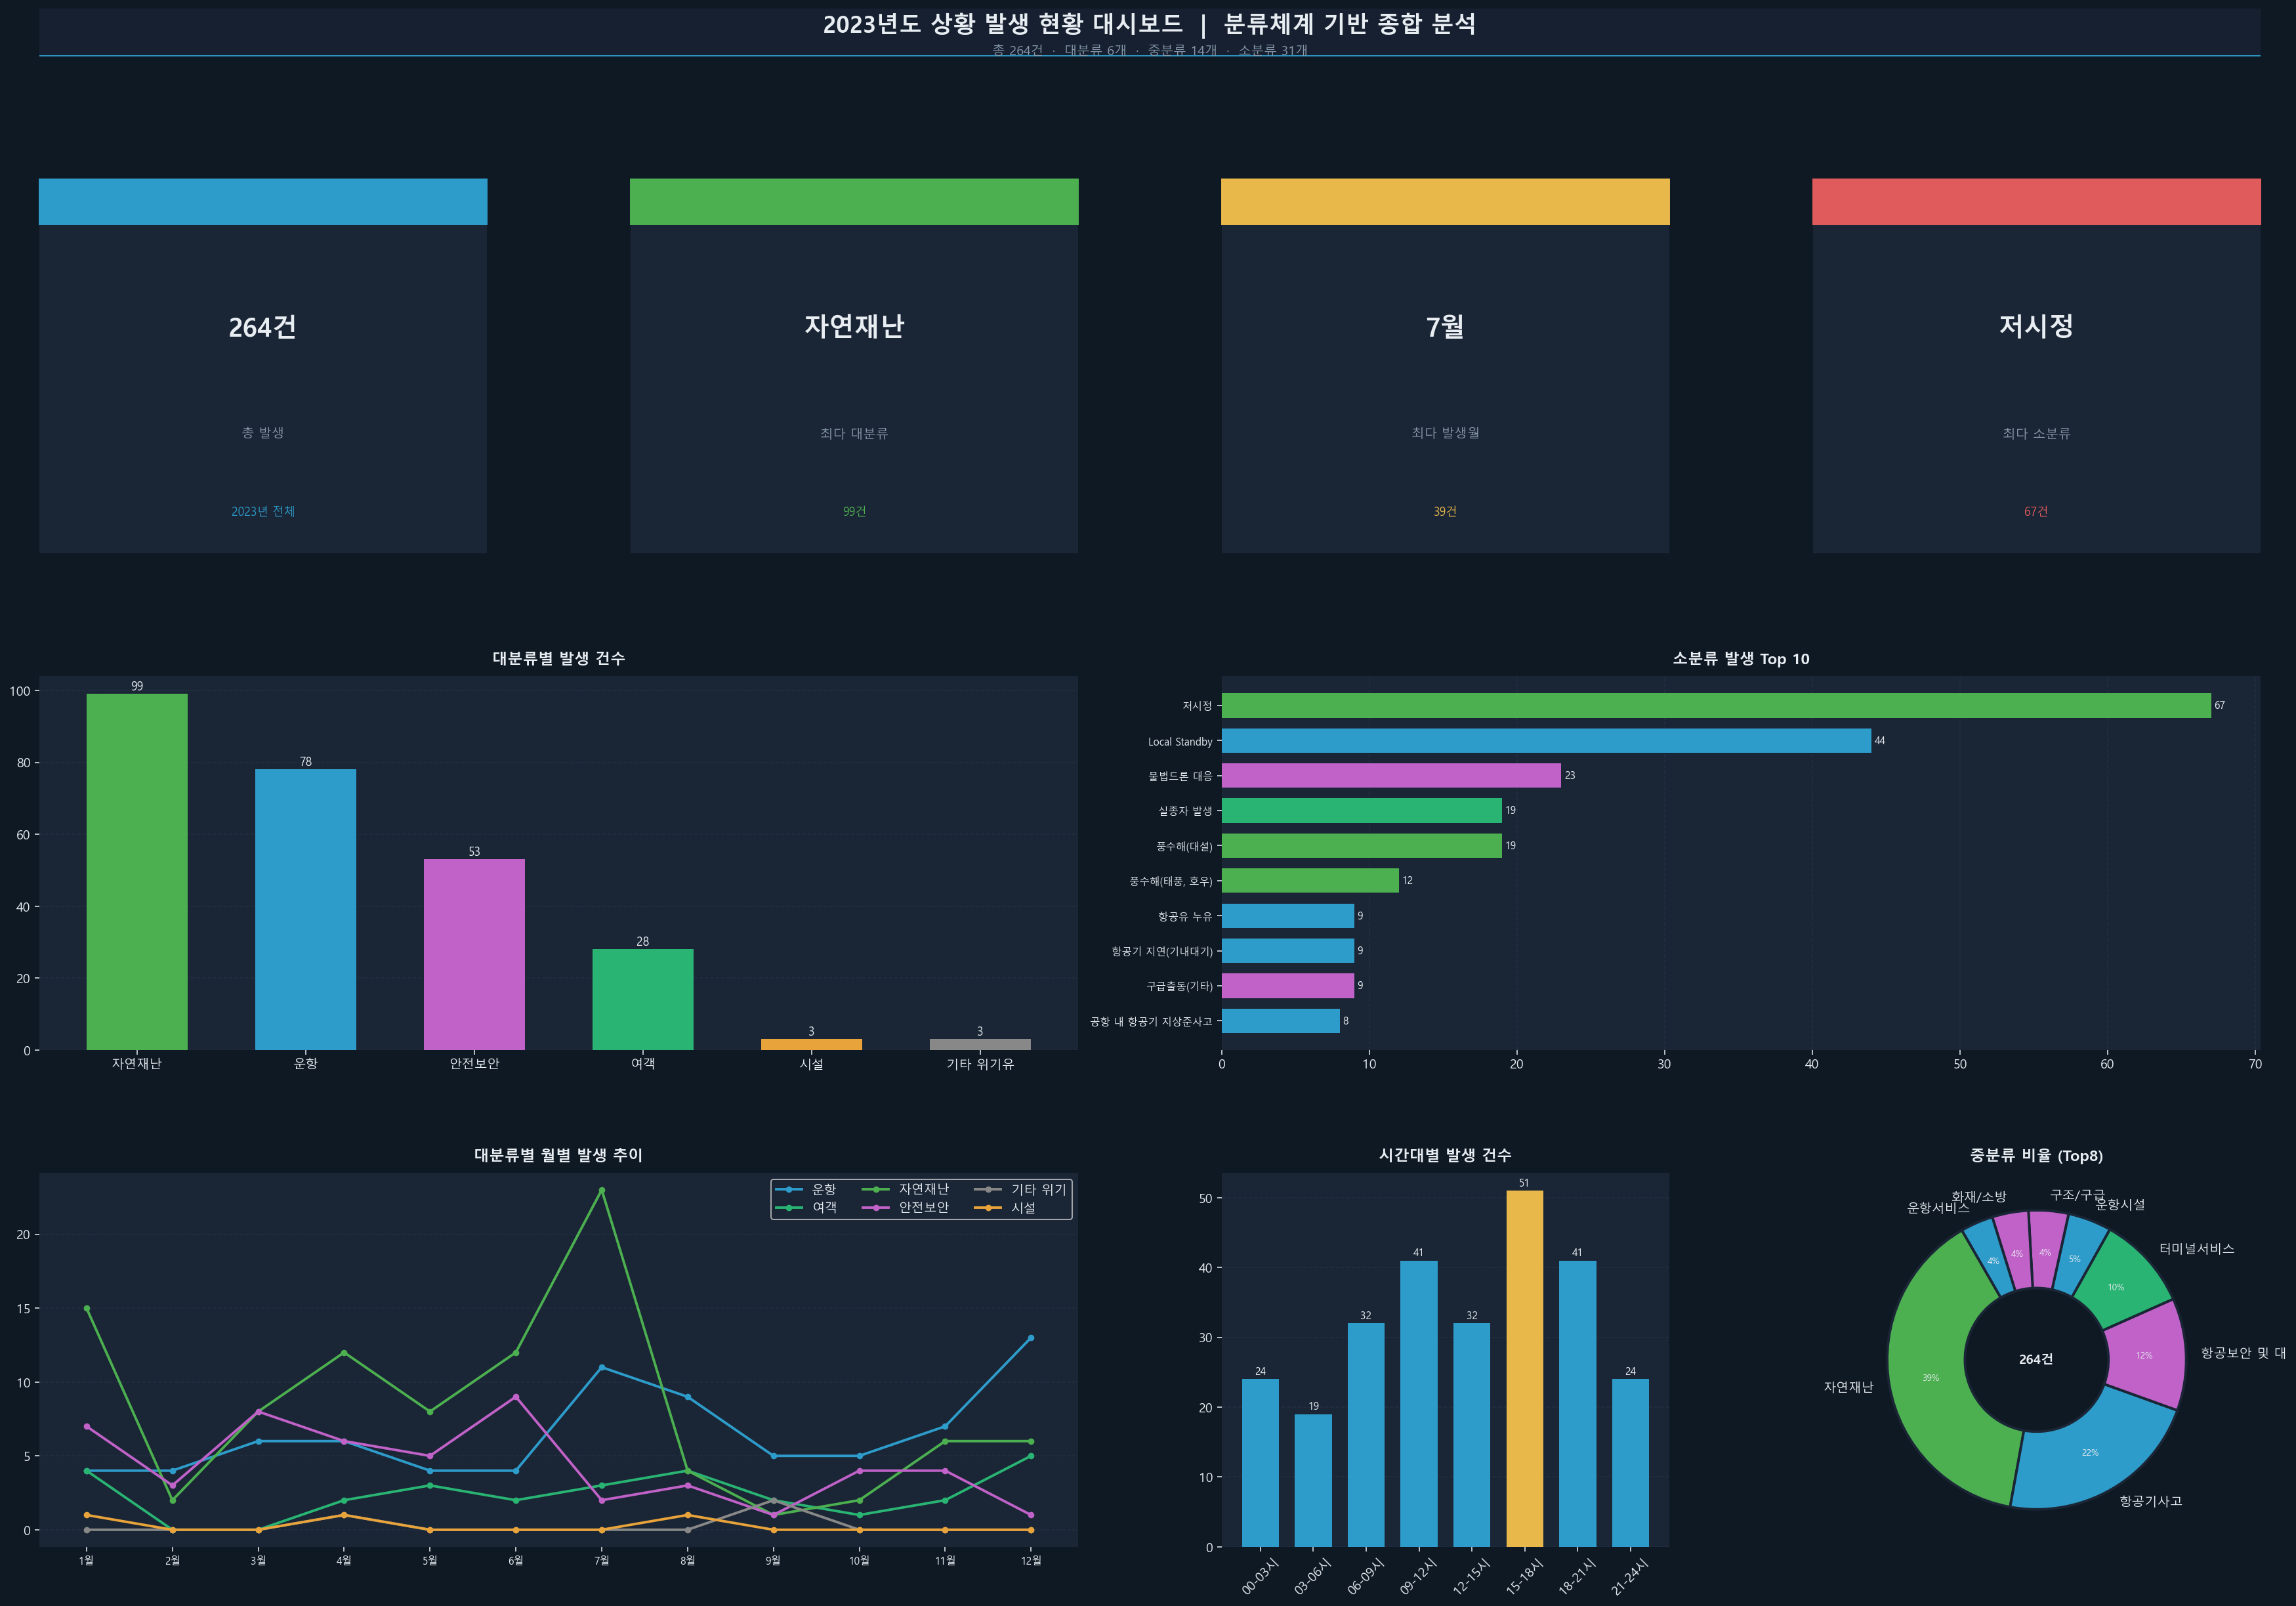 2023년도 상황 발생 현황 대시보드 | 분류체계 기반 종합 분석
총 264건 · 대분류 6개 · 중분류 14개 · 소분류 31개
264건
총 발생
2023년 전체
자연재난
최다 대분류
99건
7월
최다 발생월
39건
저시정
최다 소분류
67건
대분류별 발생 건수
100
80
60
40
20
0
99
78
53
28
3
3
자연재난
운항
안전보안
여객
시설
기타 위기유
소분류 발생 Top 10
저시정 67
Local Standby 44
불법드론 대응 23
실종자 발생 19
풍수해(대설) 19
풍수해(태풍, 호우) 12
항공유 누유 9
항공기 지연(기내대기) 9
구급출동(기타) 9
공항 내 항공기 지상준사고 8
0 10 20 30 40 50 60 70
대분류별 월별 발생 추이
운항 자연재난 기타 위기
여객 안전보안 시설
20
15
10
5
0
1월 2월 3월 4월 5월 6월 7월 8월 9월 10월 11월 12월
시간대별 발생 건수
50
40
30
20
10
0
24
19
32
41
32
51
41
24
00-03시
03-06시
06-09시
09-12시
12-15시
15-18시
18-21시
21-24시
중분류 비율 (Top8)
화재/소방
구조/구급
운항서비스
운항시설
터미널서비스
항공보안 및 대
항공기사고
자연재난
4%
4%
4%
5%
10%
12%
22%
39%
264건